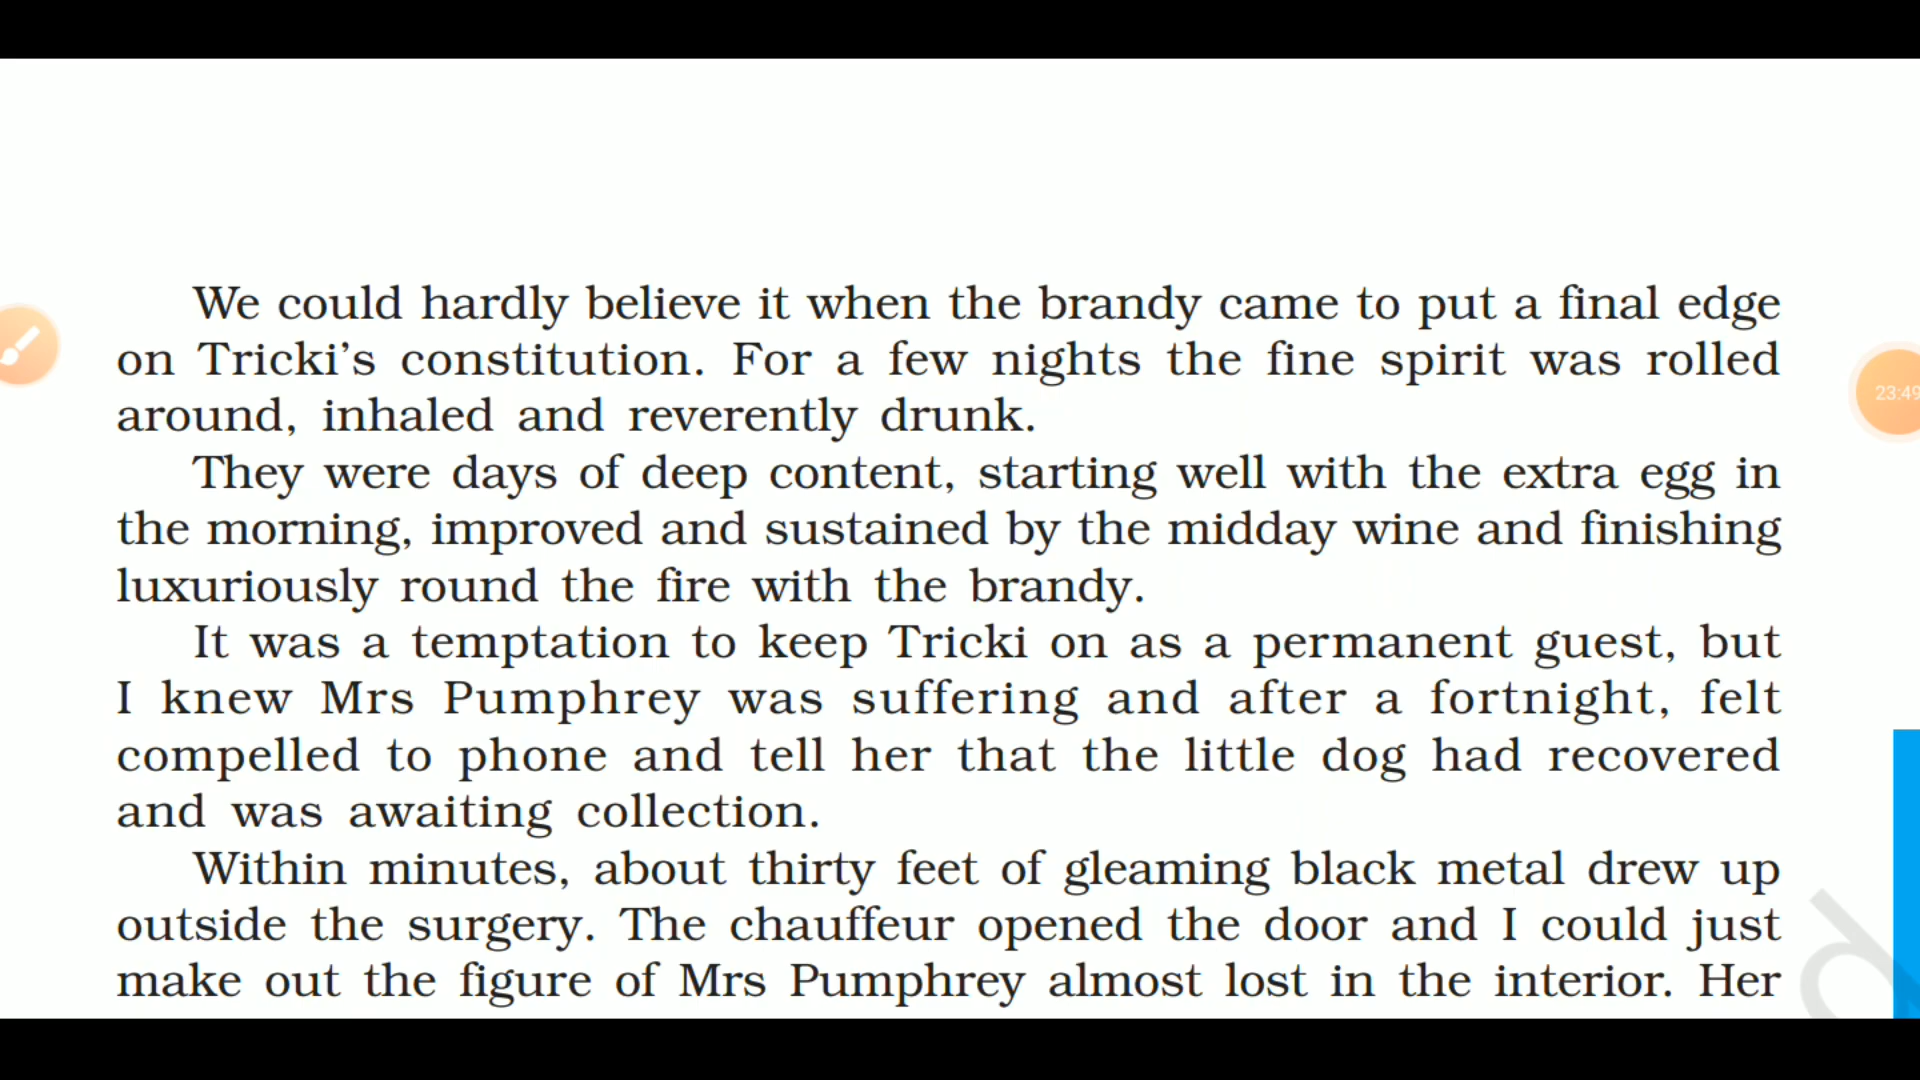 We could hardly believe it when the brandy came to put a final edge
on Tricki’s constitution. For a few nights the fine spirit was rolled
around, inhaled and reverently drunk.
They were days of deep content, starting well with the extra egg in
the morning, improved and sustained by the midday wine and finishing
luxuriously round the fire with the brandy.
It was a temptation to keep Tricki on as a permanent guest, but
I knew Mrs Pumphrey was suffering and after a fortnight, felt
compelled to phone and tell her that the little dog had recovered
and was awaiting collection.
Within minutes, about thirty feet of gleaming black metal drew up
outside the surgery. The chauffeur opened the door and I could just
make out the figure of Mrs Pumphrey almost lost in the interior. Her
23:49